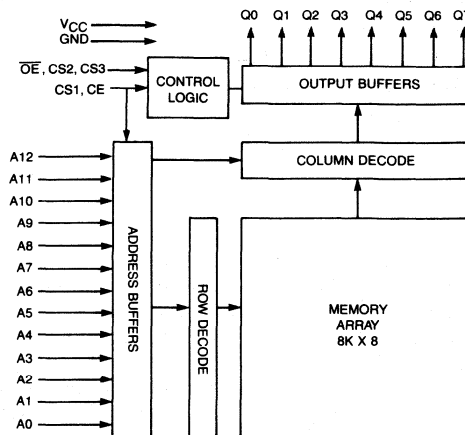 Q0 Q1 Q2 Q3 Q4 Q5 Q6 Q7
VCC
GND
OE, CS2, CS3
CS1, CE
CONTROL
LOGIC
OUTPUT BUFFERS
COLUMN DECODE
A12
A11
A10
A9
A8
A7
A6
A5
A4
A3
A2
A1
A0
ADDRESS BUFFERS
ROW DECODE
MEMORY
ARRAY
8K X 8